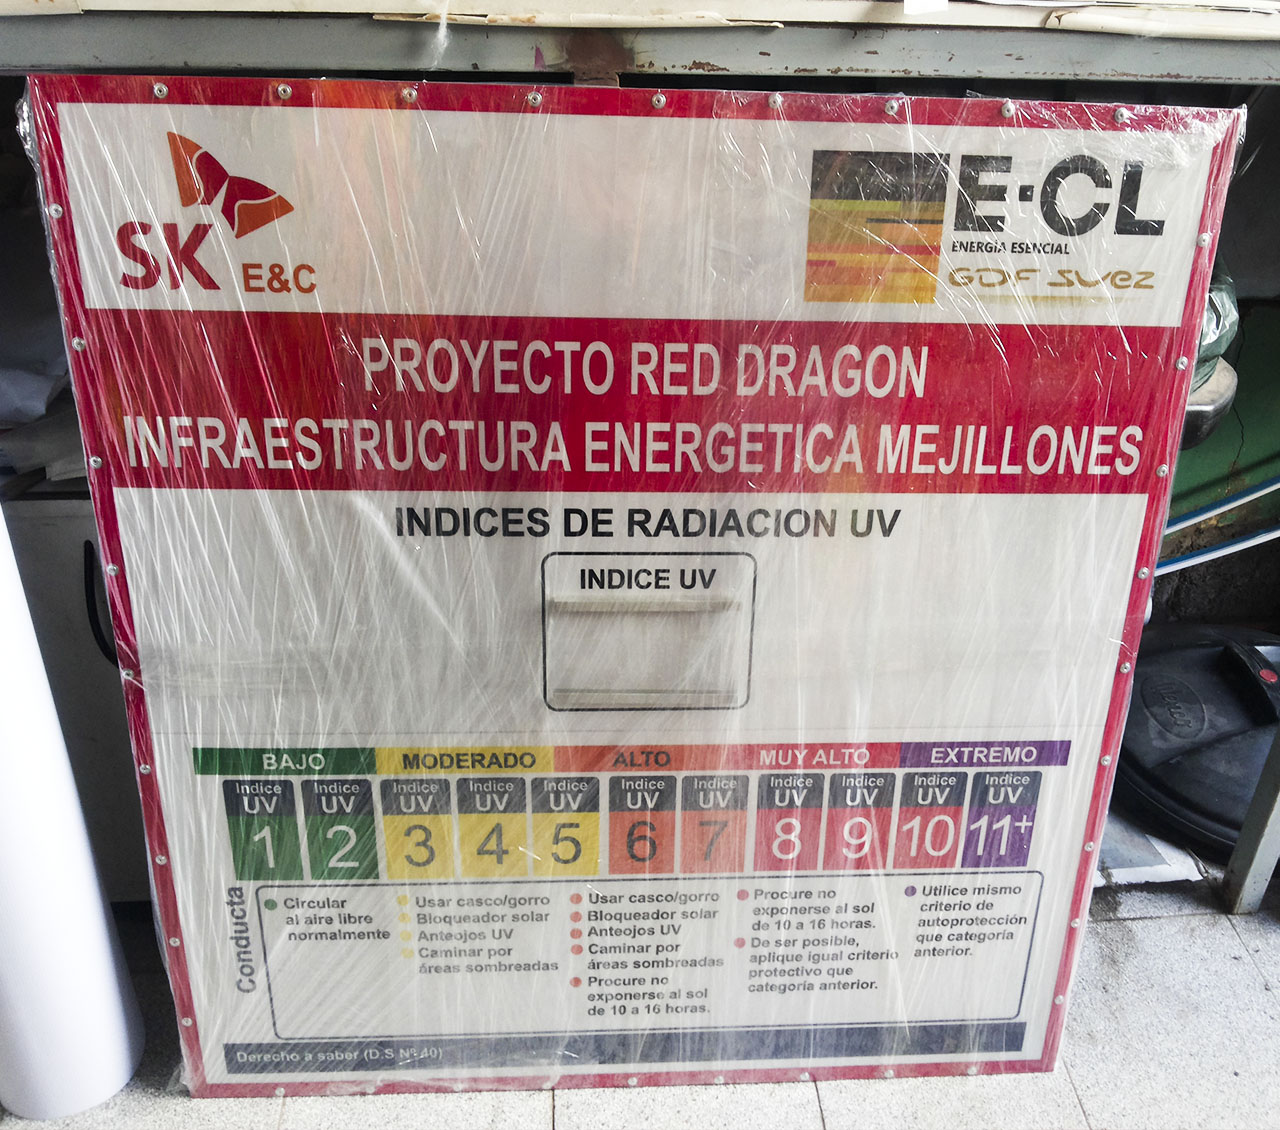 SK E&C
E-CL
ENERGÍA ESENCIAL
GDF SUEZ
PROYECTO RED DRAGON
INFRAESTRUCTURA ENERGETICA MEJILLONES
INDICES DE RADIACION UV
INDICE UV
BAJO MODERADO ALTO MUY ALTO EXTREMO
Indice UV 1
Indice UV 2
Indice UV 3
Indice UV 4
Indice UV 5
Indice UV 6
Indice UV 7
Indice UV 8
Indice UV 9
Indice UV 10
Indice UV 11+
Conducta
Circular
al aire libre
normalmente
Usar casco/gorro
Bloqueador solar
Anteojos UV
Caminar por
áreas sombreadas
Usar casco/gorro
Bloqueador solar
Anteojos UV
Caminar por
áreas sombreadas
Procure no
exponerse al sol
de 10 a 16 horas.
Procure no
exponerse al sol
de 10 a 16 horas.
De ser posible,
aplique igual criterio
protectivo que
categoría anterior.
Utilice mismo
criterio de
autoprotección
que categoría
anterior.
Derecho a saber (D.S Nº 40)